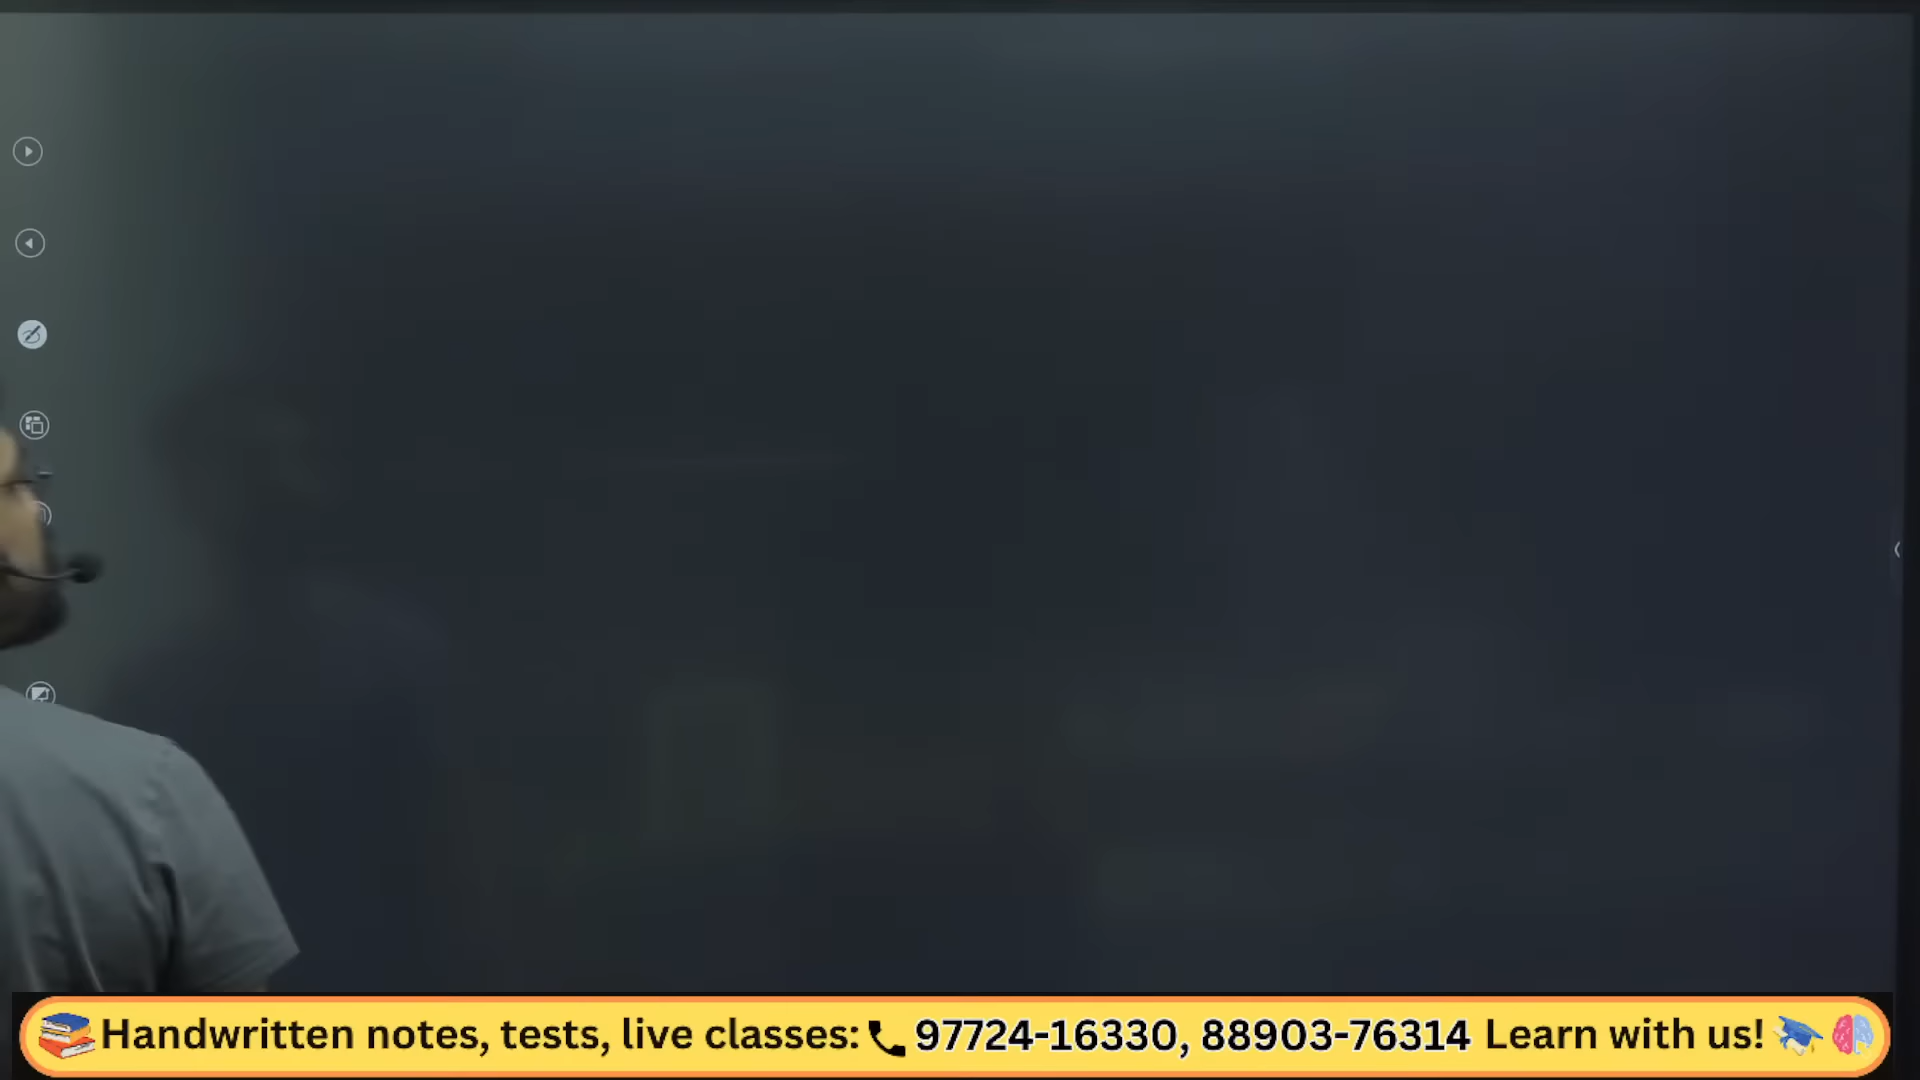 Handwritten notes, tests, live classes: 97724-16330, 88903-76314 Learn with us!